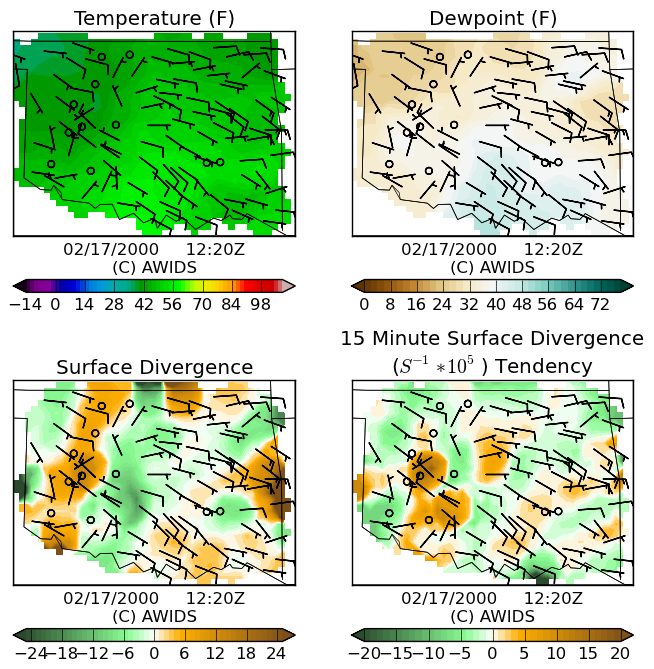 Temperature (F)
Dewpoint (F)
02/17/2000 12:20Z
(C) AWIDS
02/17/2000 12:20Z
(C) AWIDS
−14 0 14 28 42 56 70 84 98
0 8 16 24 32 40 48 56 64 72
15 Minute Surface Divergence
Surface Divergence
(S^{-1} *10^5 ) Tendency
02/17/2000 12:20Z
(C) AWIDS
02/17/2000 12:20Z
(C) AWIDS
−24 −18 −12 −6 0 6 12 18 24
−20 −15 −10 −5 0 5 10 15 20